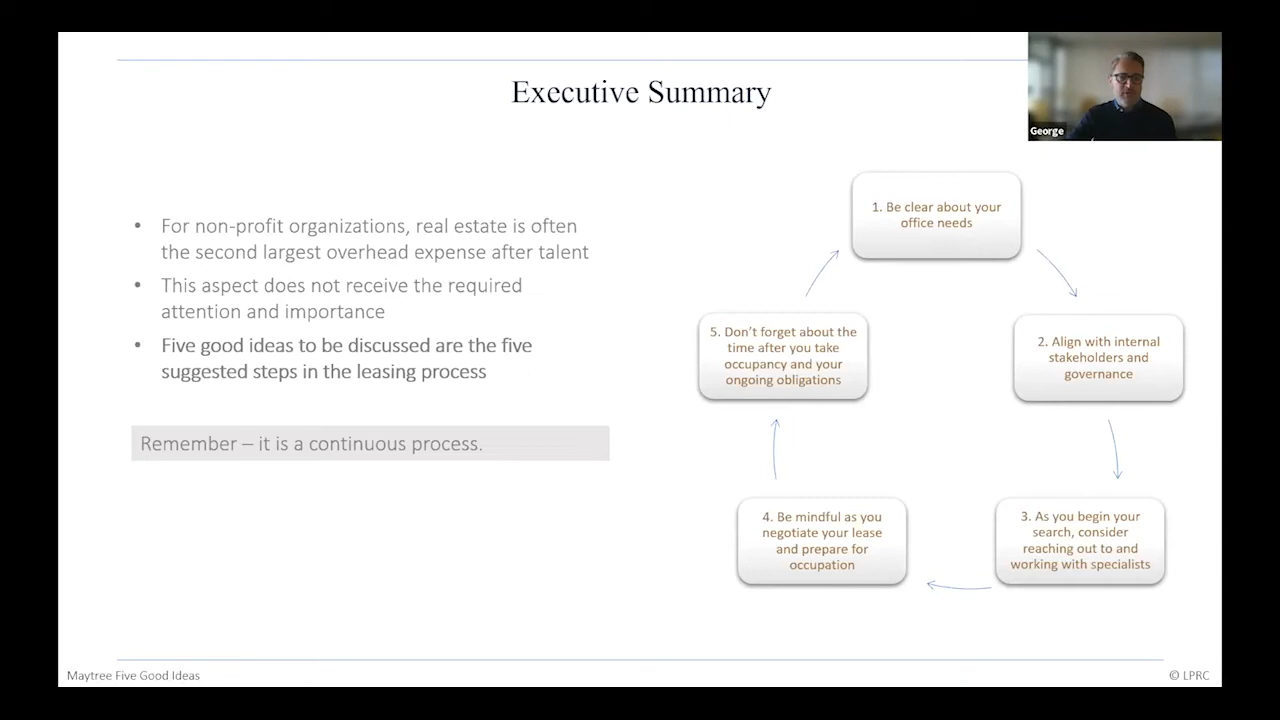 Executive Summary
George
• For non-profit organizations, real estate is often
the second largest overhead expense after talent
• This aspect does not receive the required
attention and importance
• Five good ideas to be discussed are the five
suggested steps in the leasing process
Remember – it is a continuous process.
1. Be clear about your
office needs
2. Align with internal
stakeholders and
governance
3. As you begin your
search, consider
reaching out to and
working with specialists
4. Be mindful as you
negotiate your lease
and prepare for
occupation
5. Don’t forget about the
time after you take
occupancy and your
ongoing obligations
Maytree Five Good Ideas
© LPRC